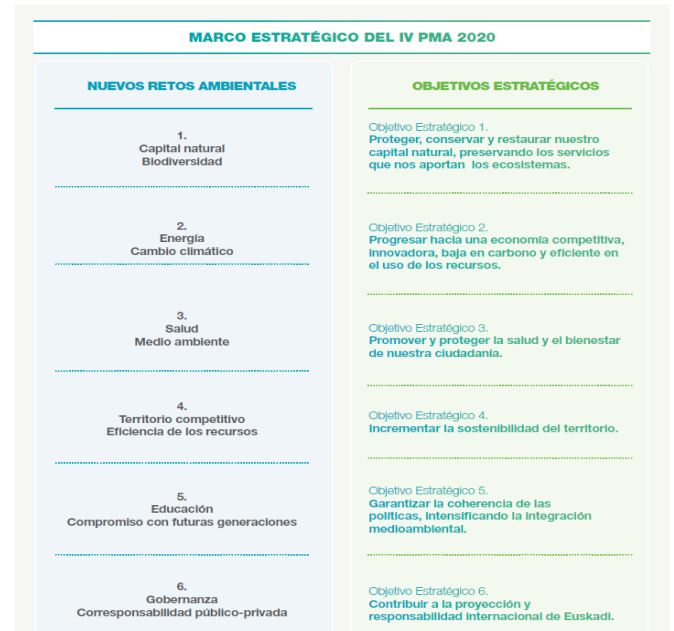 MARCO ESTRATÉGICO DEL IV PMA 2020
NUEVOS RETOS AMBIENTALES
1.
Capital natural
Biodiversidad
2.
Energía
Cambio climático
3.
Salud
Medio ambiente
4.
Territorio competitivo
Eficiencia de los recursos
5.
Educación
Compromiso con futuras generaciones
6.
Gobernanza
Corresponsabilidad público-privada
OBJETIVOS ESTRATÉGICOS
Objetivo Estratégico 1.
Proteger, conservar y restaurar nuestro
capital natural, preservando los servicios
que nos aportan los ecosistemas.
Objetivo Estratégico 2.
Progresar hacia una economía competitiva,
innovadora, baja en carbono y eficiente en
el uso de los recursos.
Objetivo Estratégico 3.
Promover y proteger la salud y el bienestar
de nuestra ciudadanía.
Objetivo Estratégico 4.
Incrementar la sostenibilidad del territorio.
Objetivo Estratégico 5.
Garantizar la coherencia de las
políticas, intensificando la integración
medioambiental.
Objetivo Estratégico 6.
Contribuir a la proyección y
responsabilidad internacional de Euskadi.